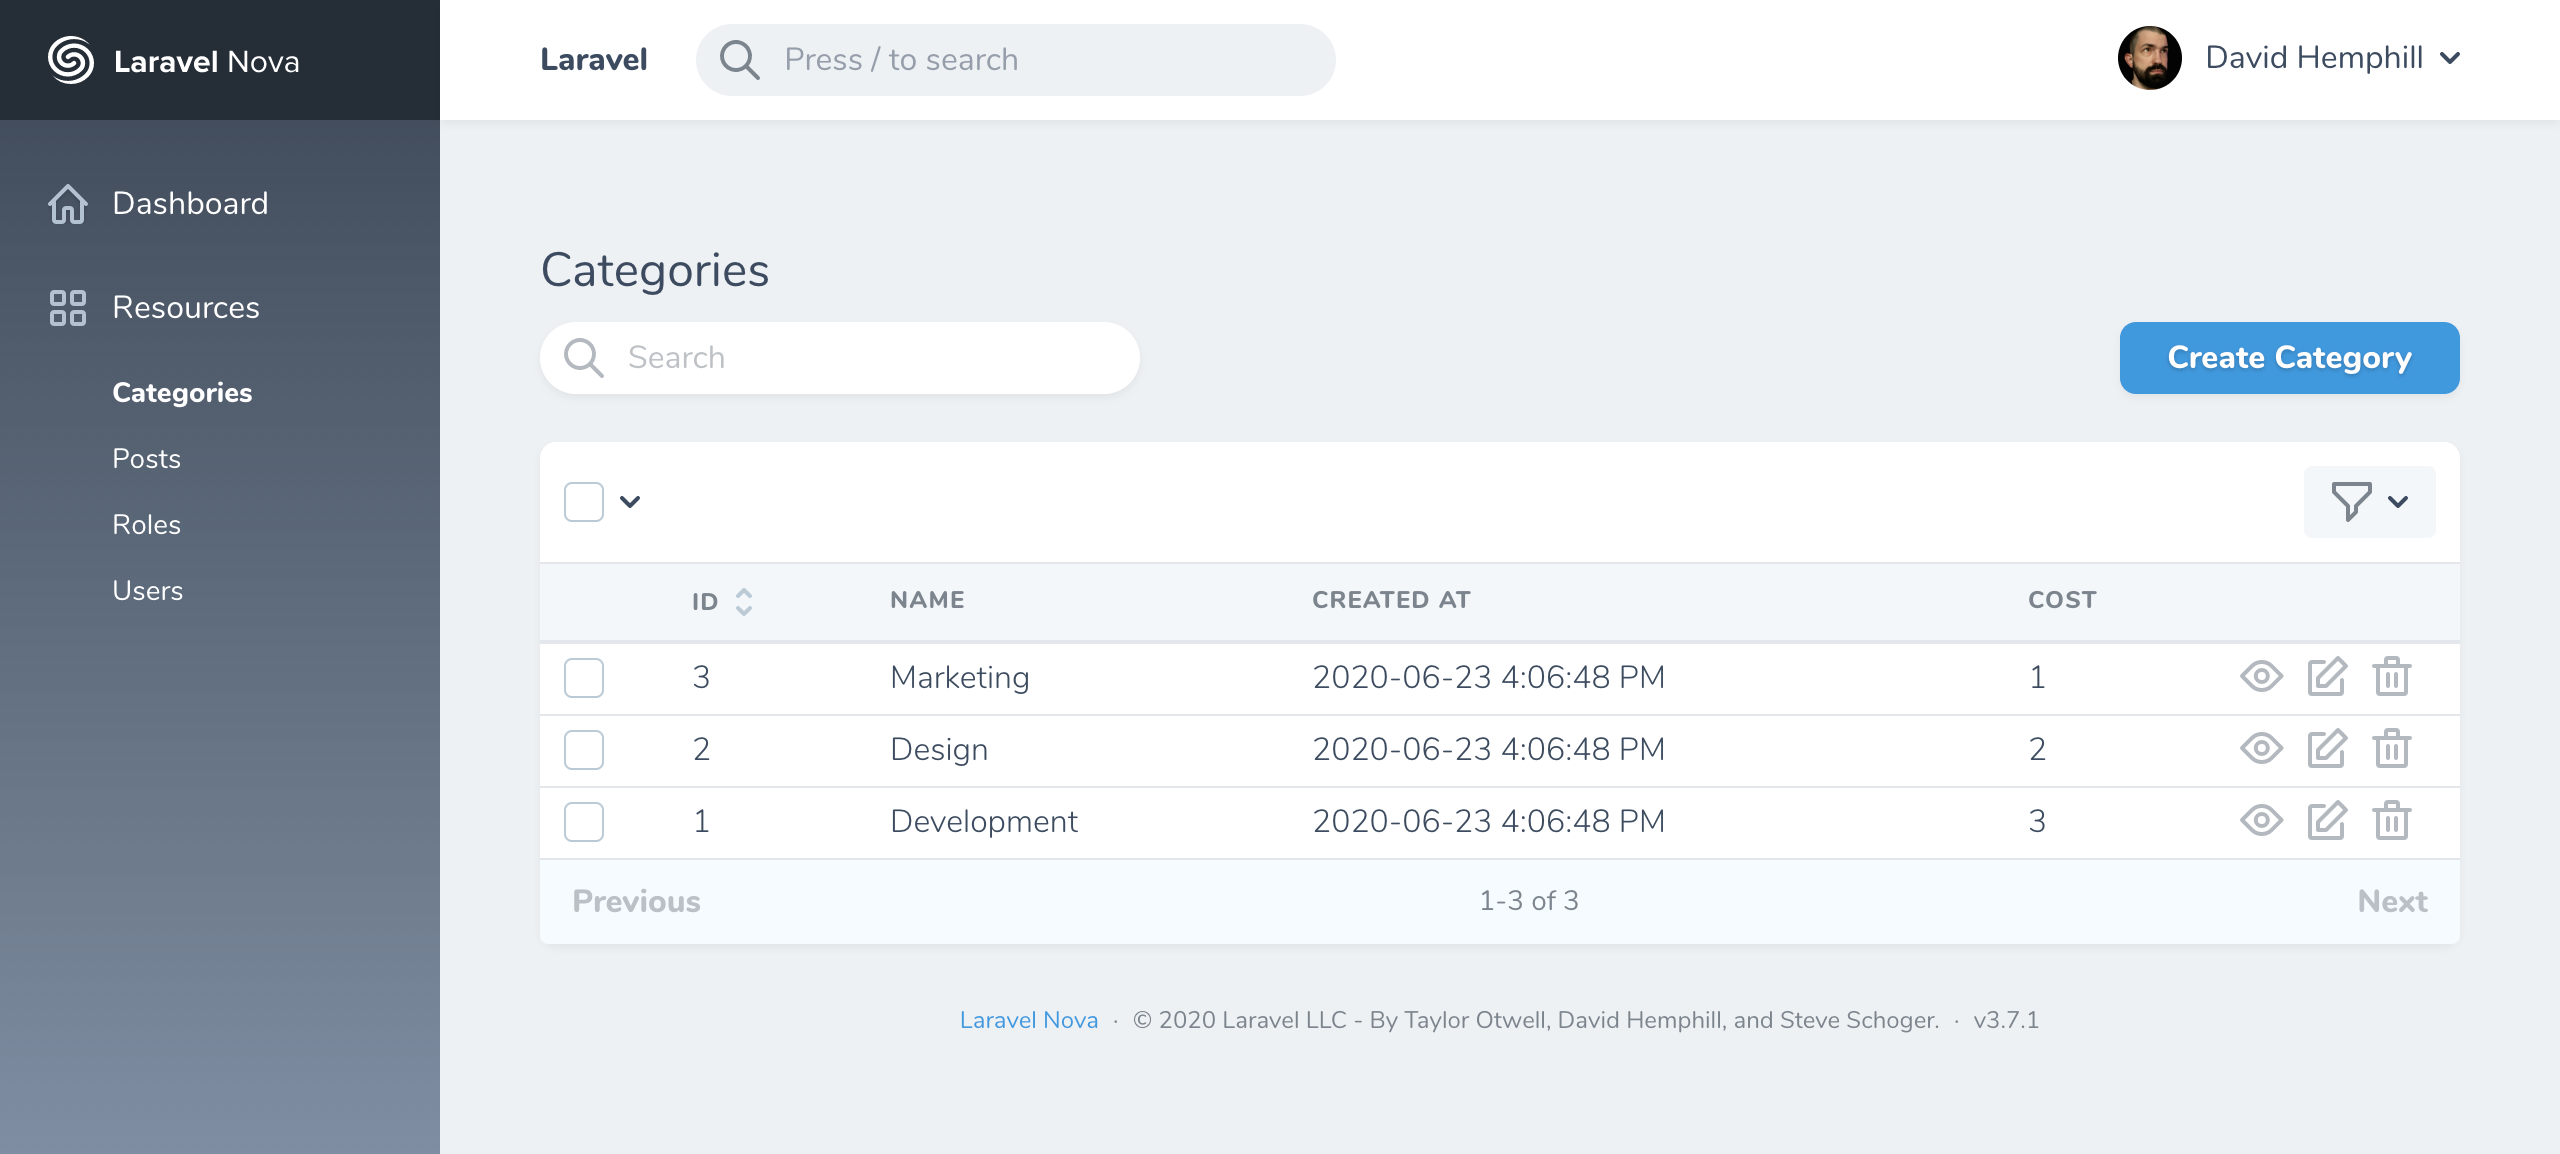 Laravel Nova
Laravel
Press / to search
David Hemphill
Dashboard
Resources
Categories
Posts
Roles
Users
Categories
Search
Create Category
ID NAME CREATED AT COST
3 Marketing 2020-06-23 4:06:48 PM 1
2 Design 2020-06-23 4:06:48 PM 2
1 Development 2020-06-23 4:06:48 PM 3
Previous 1-3 of 3 Next
Laravel Nova · © 2020 Laravel LLC - By Taylor Otwell, David Hemphill, and Steve Schoger. · v3.7.1